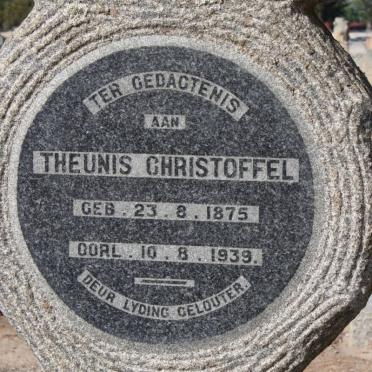 TER GEDACTENIS
AAN
THEUNIS CHRISTOFFEL
GEB. 23. 8. 1875
OORL. 10. 8. 1939.
DEUR LYDING GELOUTER.